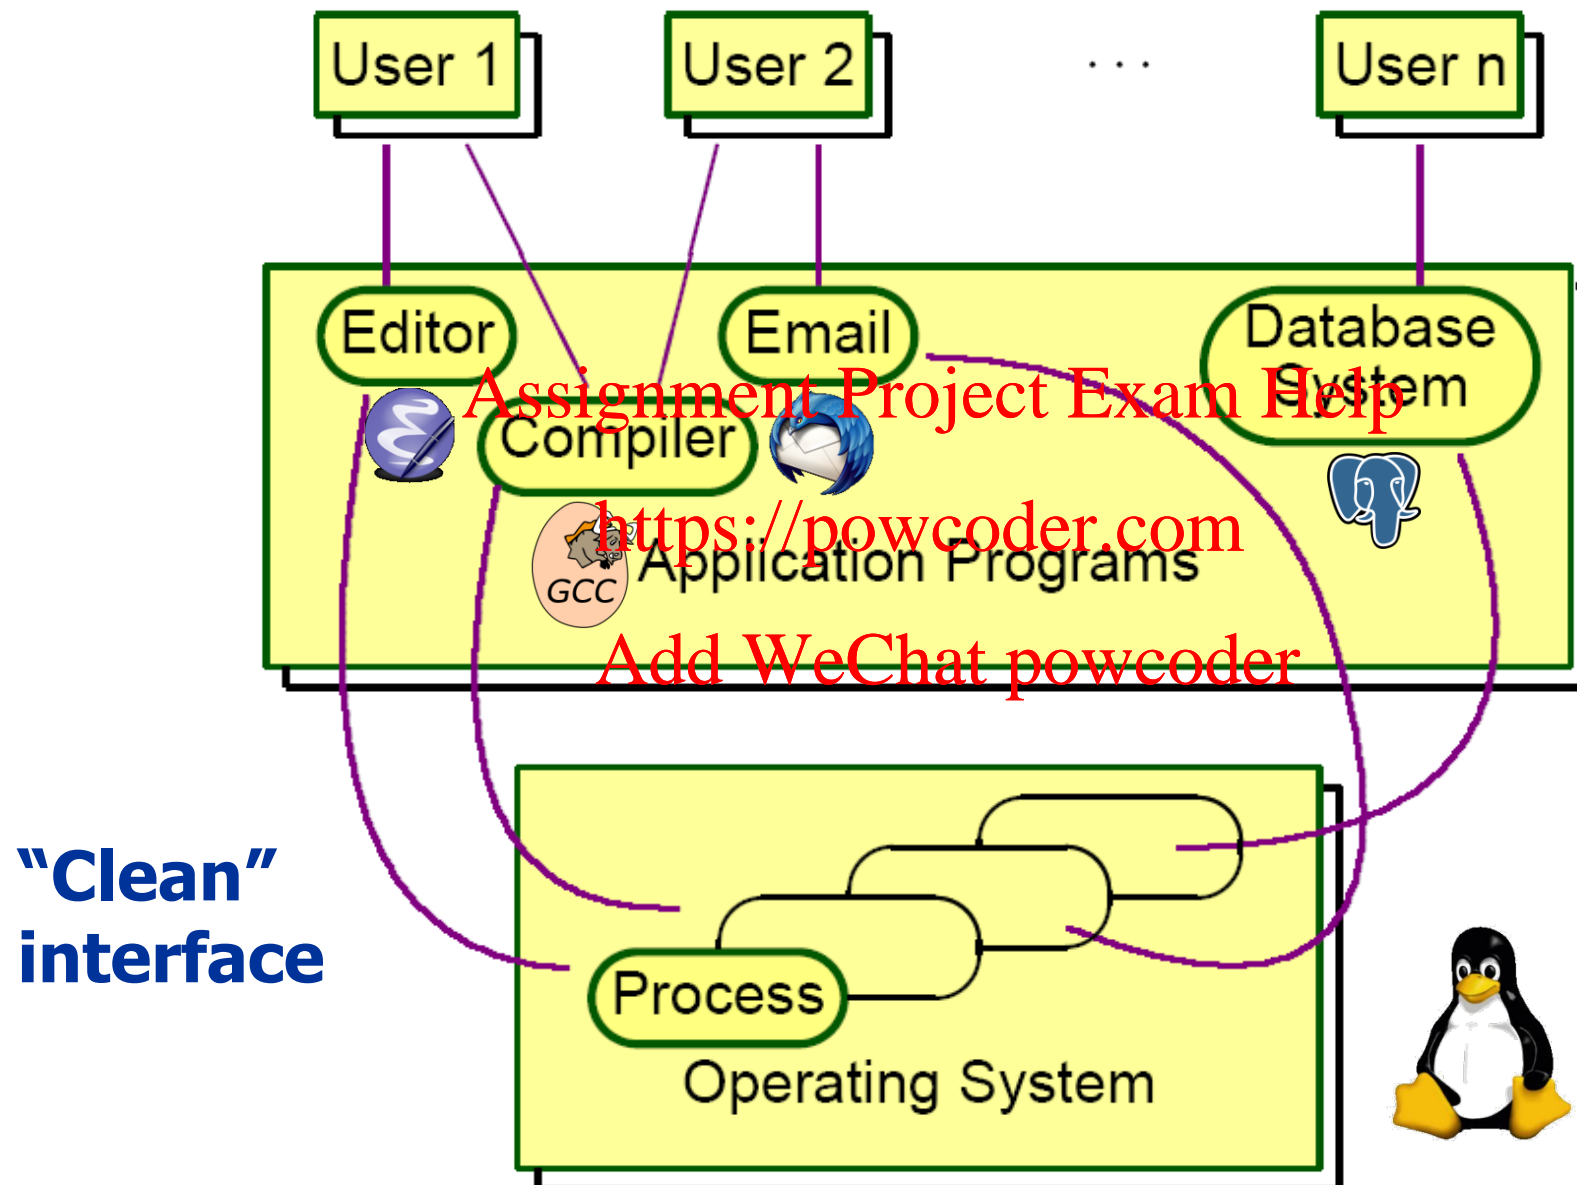 User 1
User 2
. . .
User n
Editor
Email
Database
System
Compiler
Assignment Project Exam Help
GCC
https://powcoder.com
Application Programs
Add WeChat powcoder
“Clean”
interface
Process
Operating System